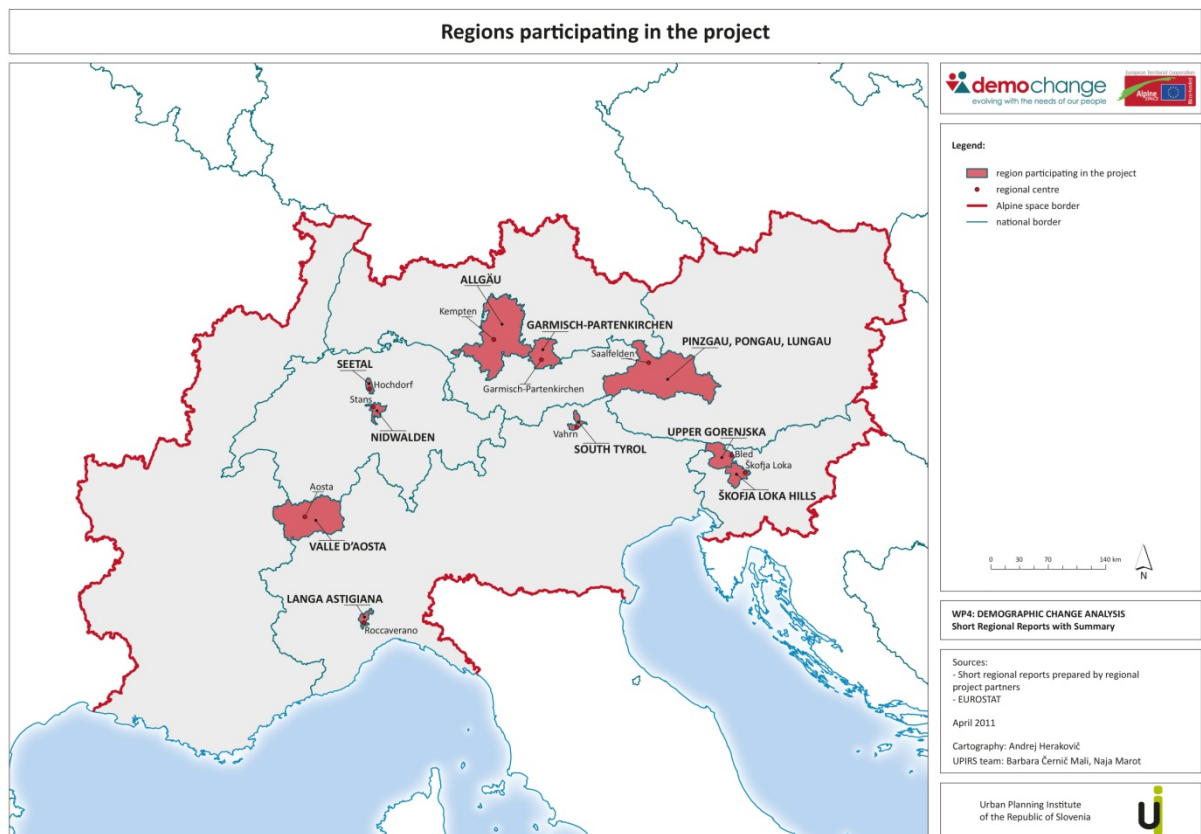 Regions participating in the project
demochange
evolving with the needs of our people
European Territorial Cooperation
Alpine
space
Legend:
region participating in the project
regional centre
Alpine space border
national border
ALLGÄU
Kempten
GARMISCH-PARTENKIRCHEN
Garmisch-Partenkirchen
Saalfelden
PINZGAU, PONGAU, LUNGAU
SEETAL
Hochdorf
Stans
NIDWALDEN
Vahrn
SOUTH TYROL
UPPER GORENJSKA
Bled
Škofja Loka
ŠKOFJA LOKA HILLS
Aosta
VALLE D'AOSTA
LANGA ASTIGIANA
Roccaverano
0 30 70 140 km
N
WP4: DEMOGRAPHIC CHANGE ANALYSIS
Short Regional Reports with Summary
Sources:
- Short regional reports prepared by regional
project partners
- EUROSTAT
April 2011
Cartography: Andrej Herakovič
UPIRS team: Barbara Černič Mali, Naja Marot
Urban Planning Institute
of the Republic of Slovenia
ui